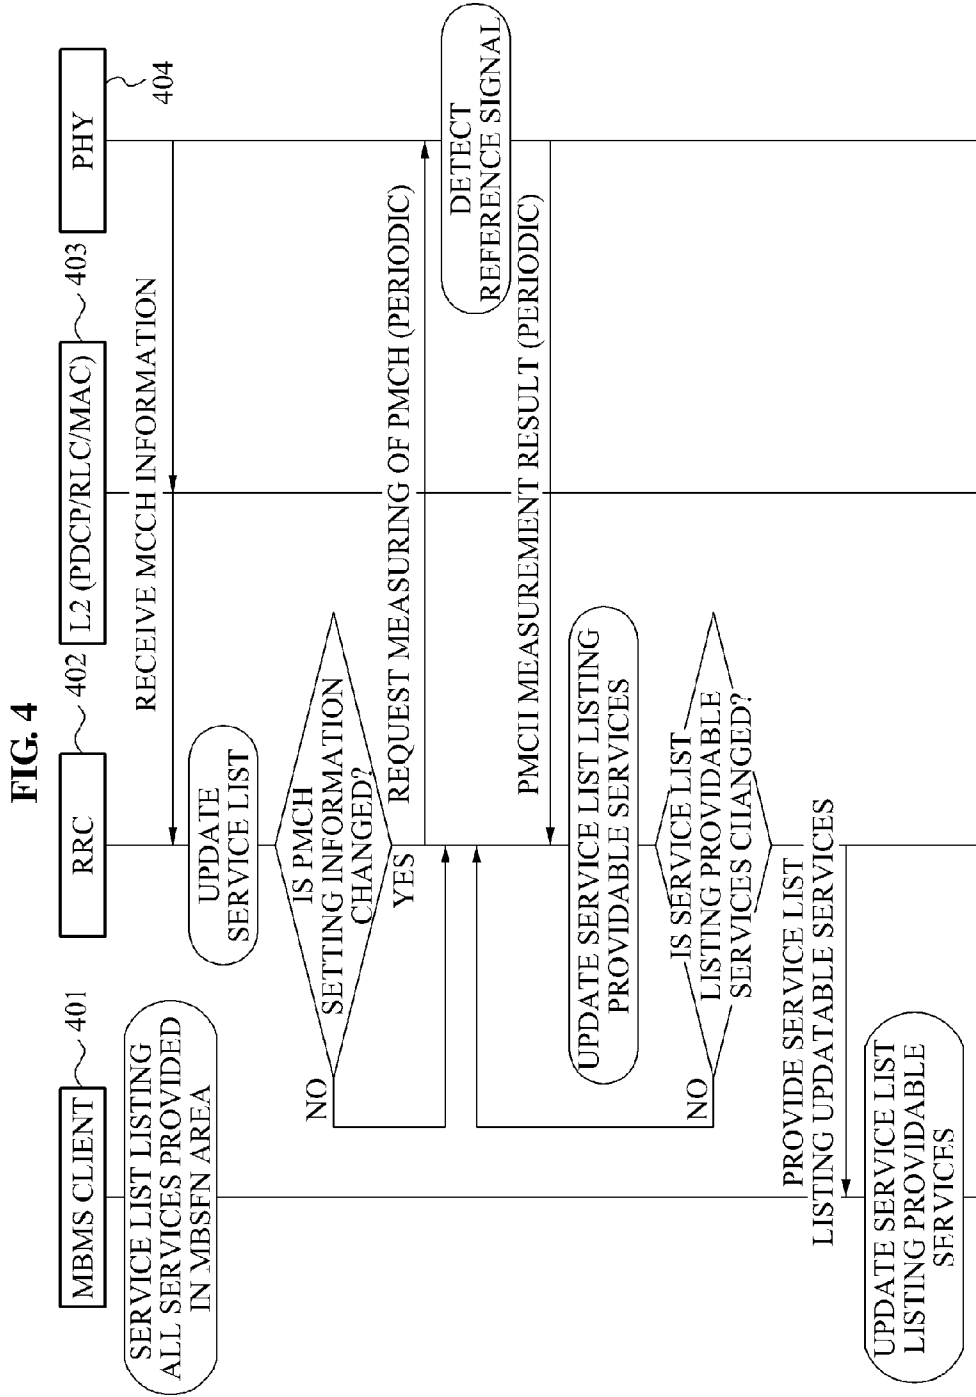 FIG. 4
MBMS CLIENT
401
RRC
402
L2 (PDCP/RLC/MAC)
403
PHY
404
SERVICE LIST LISTING
ALL SERVICES PROVIDED
IN MBSFN AREA
RECEIVE MCCH INFORMATION
UPDATE
SERVICE LIST
IS PMCH
SETTING INFORMATION
CHANGED?
NO
YES
REQUEST MEASURING OF PMCH (PERIODIC)
DETECT
REFERENCE SIGNAL
PMCH MEASUREMENT RESULT (PERIODIC)
UPDATE SERVICE LIST LISTING
PROVIDABLE SERVICES
IS SERVICE LIST
LISTING PROVIDABLE
SERVICES CHANGED?
NO
PROVIDE SERVICE LIST
LISTING UPDATABLE SERVICES
UPDATE SERVICE LIST
LISTING PROVIDABLE
SERVICES